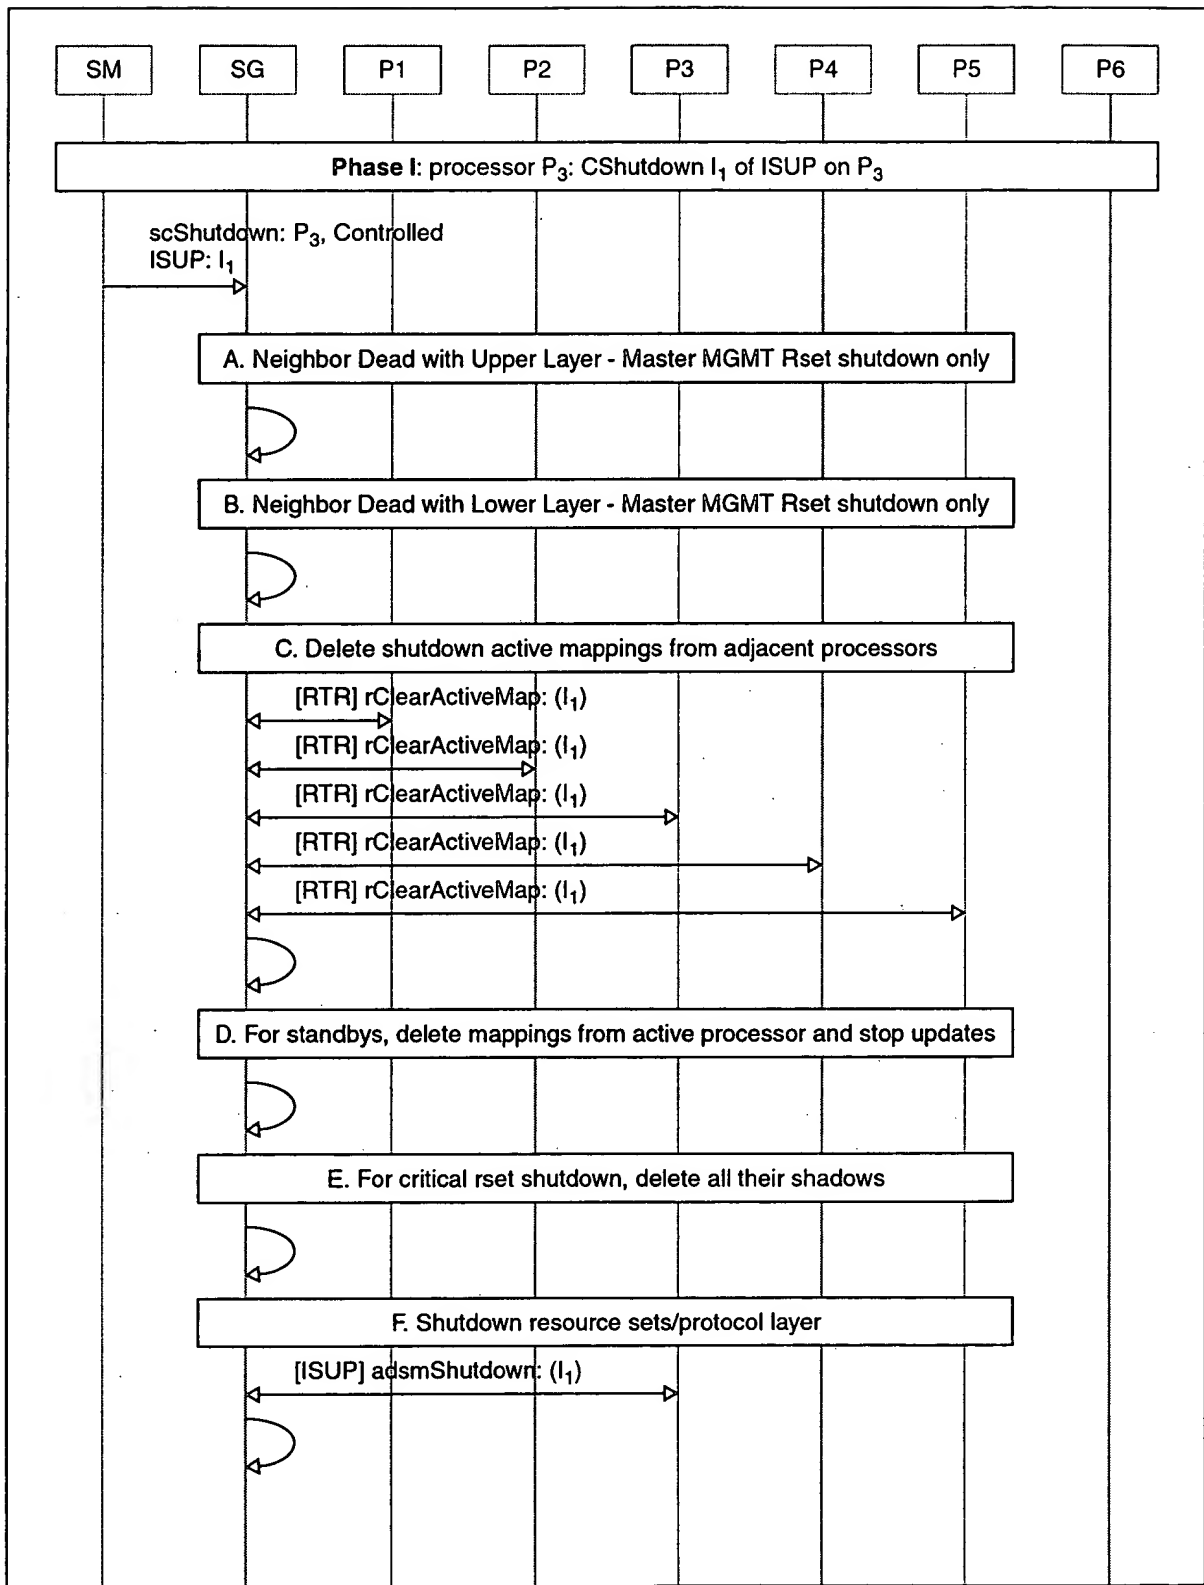 SM SG P1 P2 P3 P4 P5 P6
Phase I: processor P₃: CShutdown I₁ of ISUP on P₃
scShutdown: P₃, Controlled
ISUP: I₁
A. Neighbor Dead with Upper Layer - Master MGMT Rset shutdown only
B. Neighbor Dead with Lower Layer - Master MGMT Rset shutdown only
C. Delete shutdown active mappings from adjacent processors
[RTR] rClearActiveMap: (I₁)
[RTR] rClearActiveMap: (I₁)
[RTR] rClearActiveMap: (I₁)
[RTR] rClearActiveMap: (I₁)
[RTR] rClearActiveMap: (I₁)
D. For standbys, delete mappings from active processor and stop updates
E. For critical rset shutdown, delete all their shadows
F. Shutdown resource sets/protocol layer
[ISUP] adsmShutdown: (I₁)